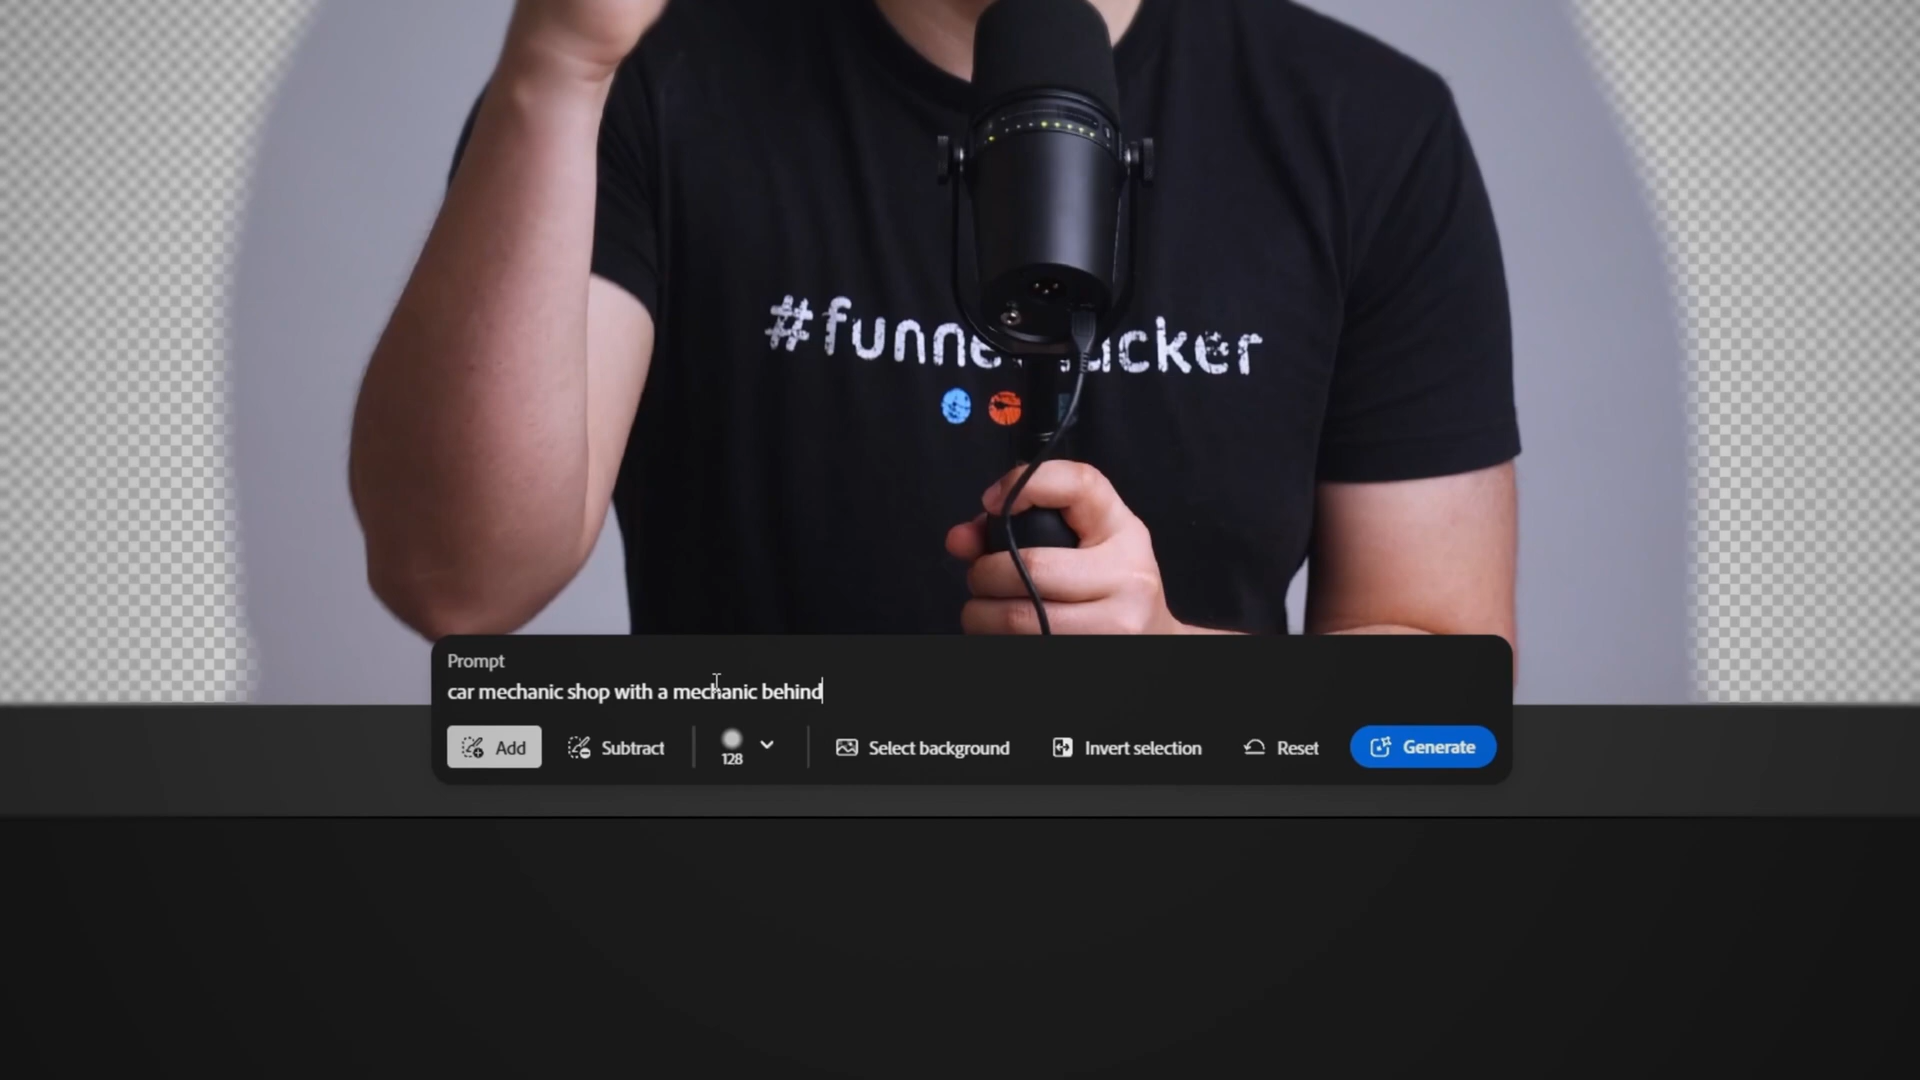 Prompt
car mechanic shop with a mechanic behind
Add
Subtract
128
Select background
Invert selection
Reset
Generate